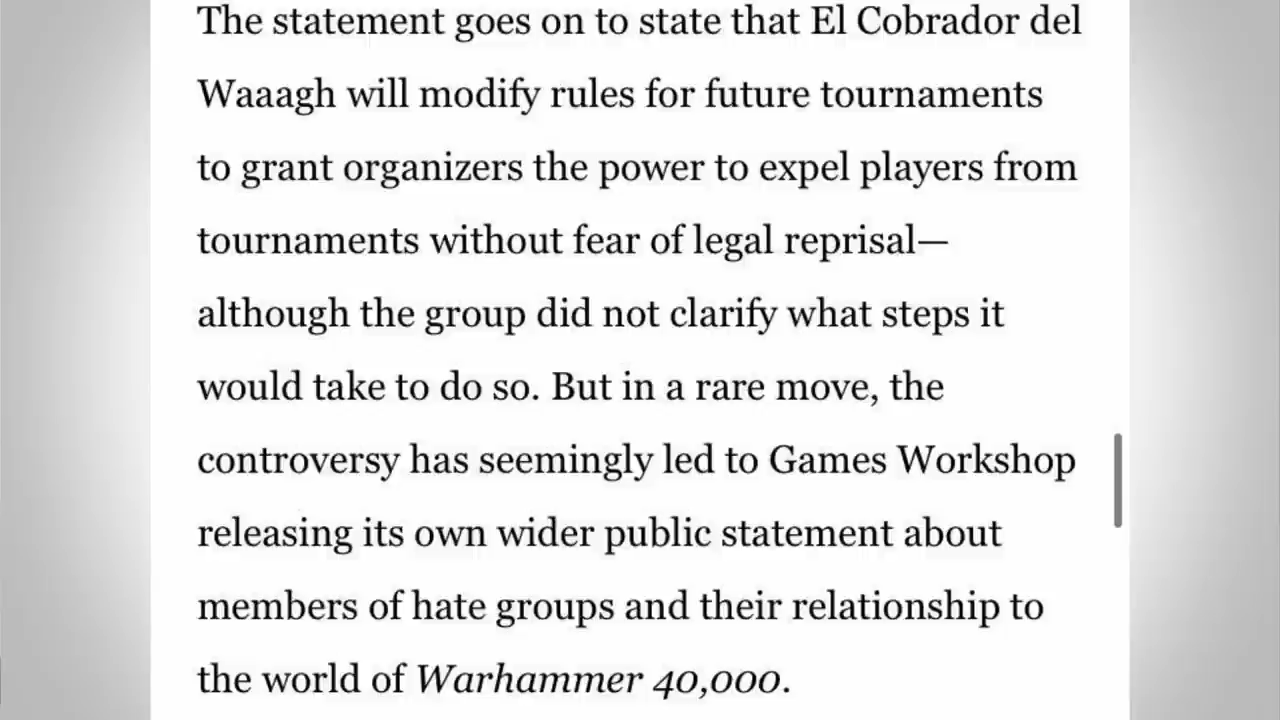 The statement goes on to state that El Cobrador del
Waaagh will modify rules for future tournaments
to grant organizers the power to expel players from
tournaments without fear of legal reprisal—
although the group did not clarify what steps it
would take to do so. But in a rare move, the
controversy has seemingly led to Games Workshop
releasing its own wider public statement about
members of hate groups and their relationship to
the world of Warhammer 40,000.